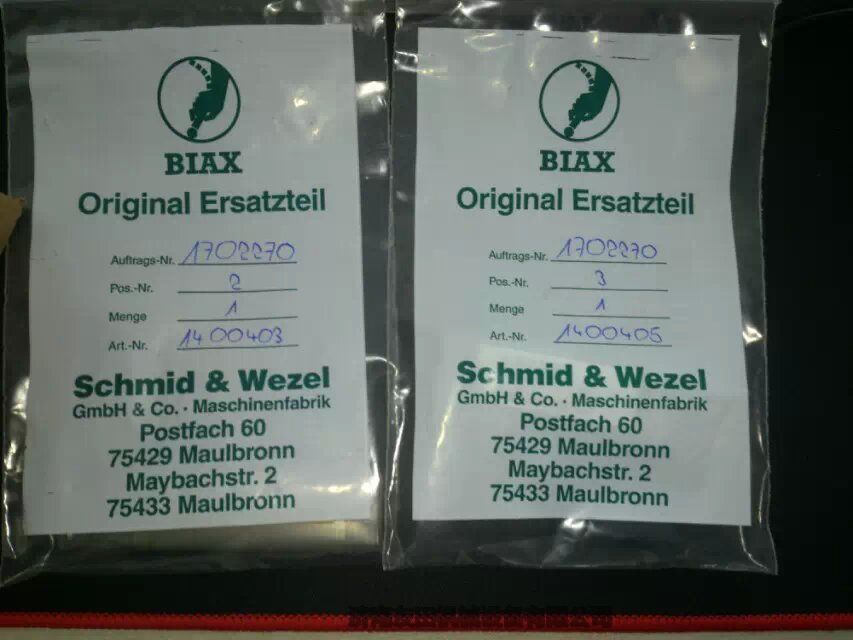 BIAX
Original Ersatzteil
Auftrags-Nr. 1702270
Pos.-Nr. 2
Menge 1
Art.-Nr. 1400403
Schmid & Wezel
GmbH & Co. · Maschinenfabrik
Postfach 60
75429 Maulbronn
Maybachstr. 2
75433 Maulbronn
BIAX
Original Ersatzteil
Auftrags-Nr. 1702270
Pos.-Nr. 3
Menge 1
Art.-Nr. 1400405
Schmid & Wezel
GmbH & Co. · Maschinenfabrik
Postfach 60
75429 Maulbronn
Maybachstr. 2
75433 Maulbronn